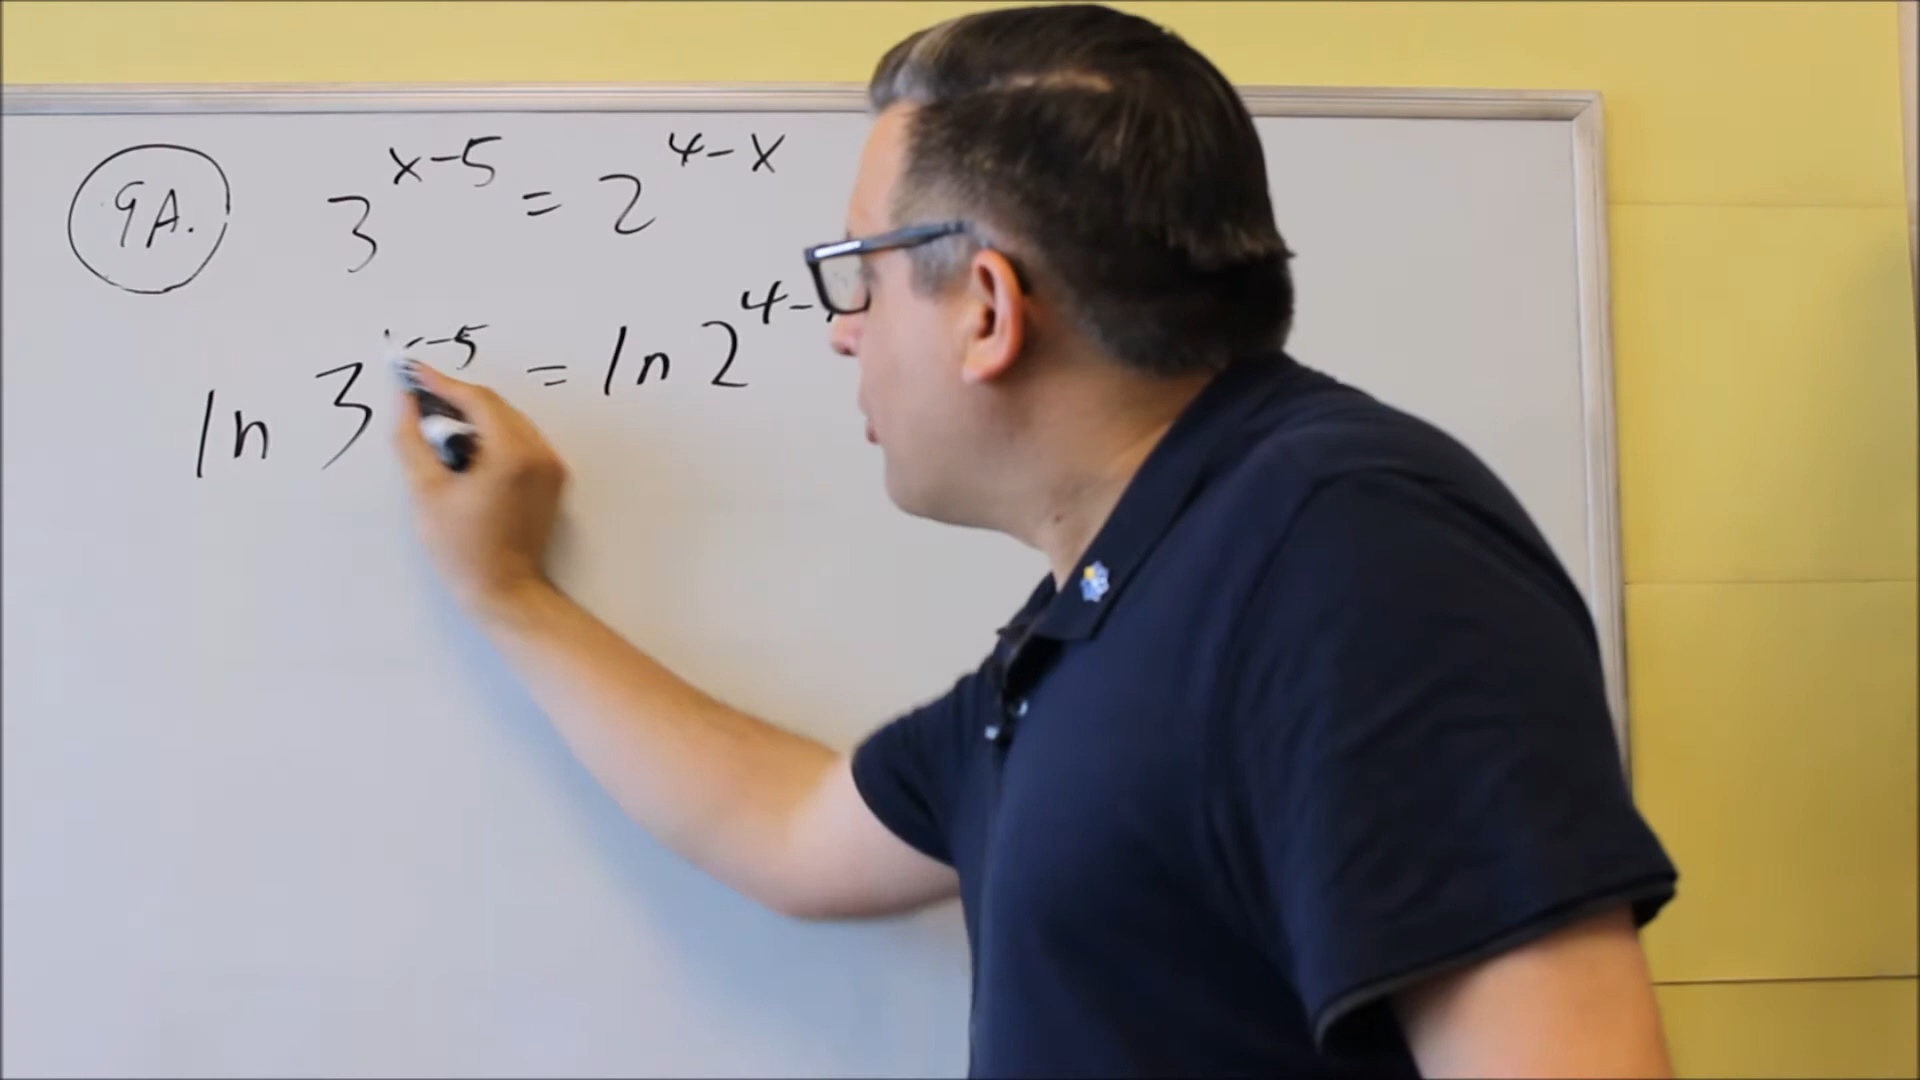 9A. 3^{x-5} = 2^{4-x}
ln 3^{x-5} = ln 2^{4-